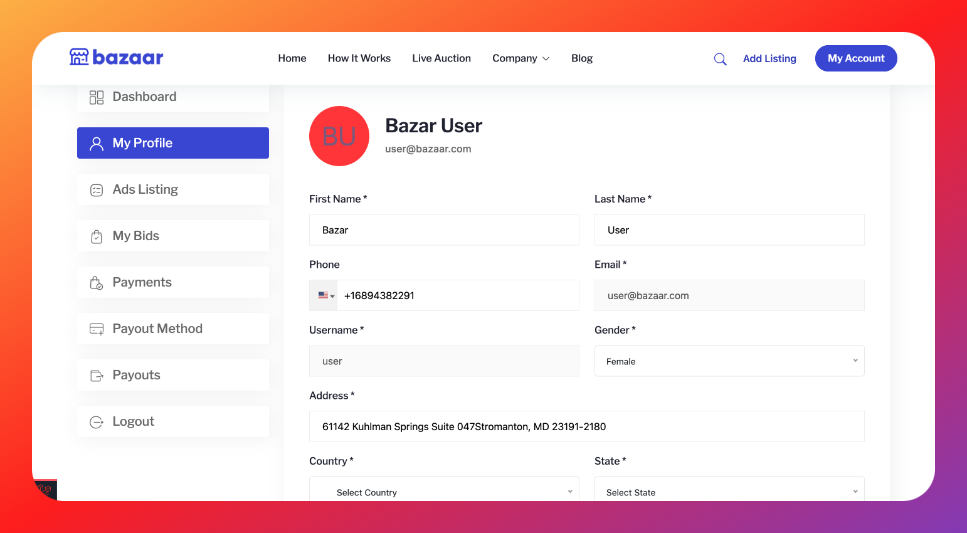 bazaar
Home How It Works Live Auction Company Blog
Add Listing My Account
Dashboard
My Profile
Ads Listing
My Bids
Payments
Payout Method
Payouts
Logout
BU
Bazar User
user@bazaar.com
First Name * Last Name *
Bazar User
Phone Email *
+16894382291 user@bazaar.com
Username * Gender *
user Female
Address *
61142 Kuhlman Springs Suite 047Stromanton, MD 23191-2180
Country * State *
Select Country Select State